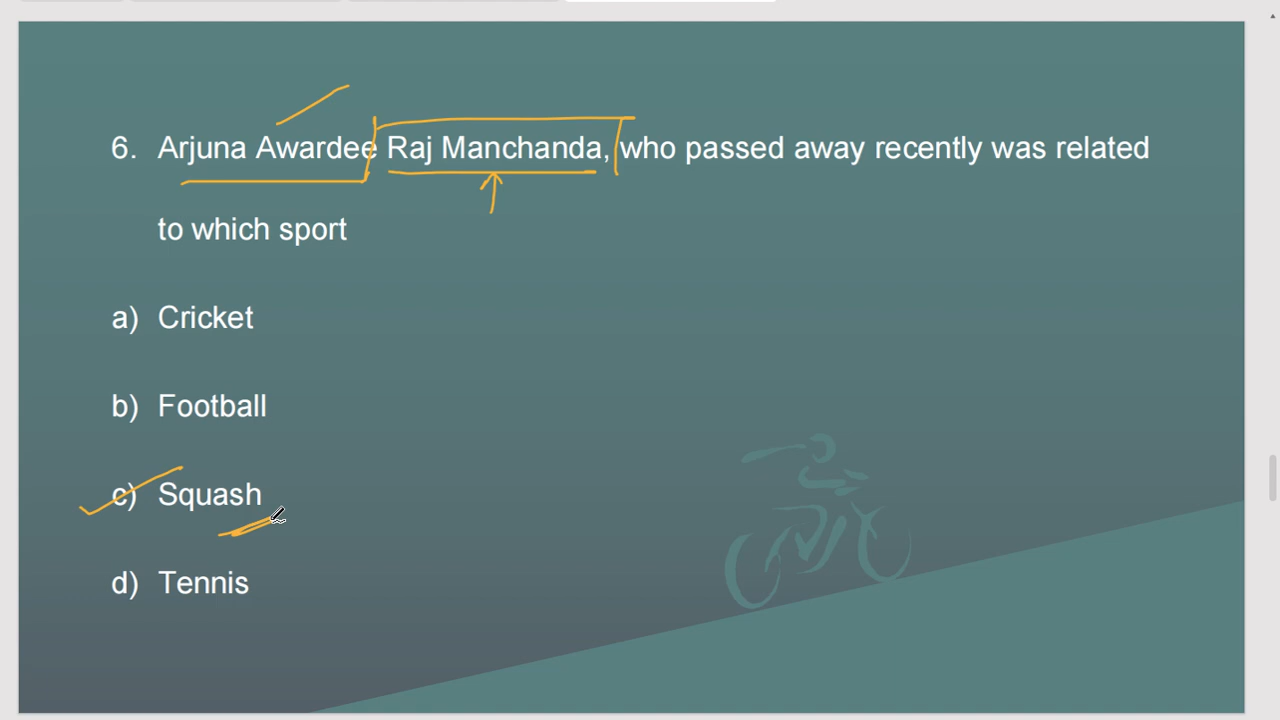 6. Arjuna Awardee Raj Manchanda, who passed away recently was related
to which sport
a) Cricket
b) Football
c) Squash
d) Tennis